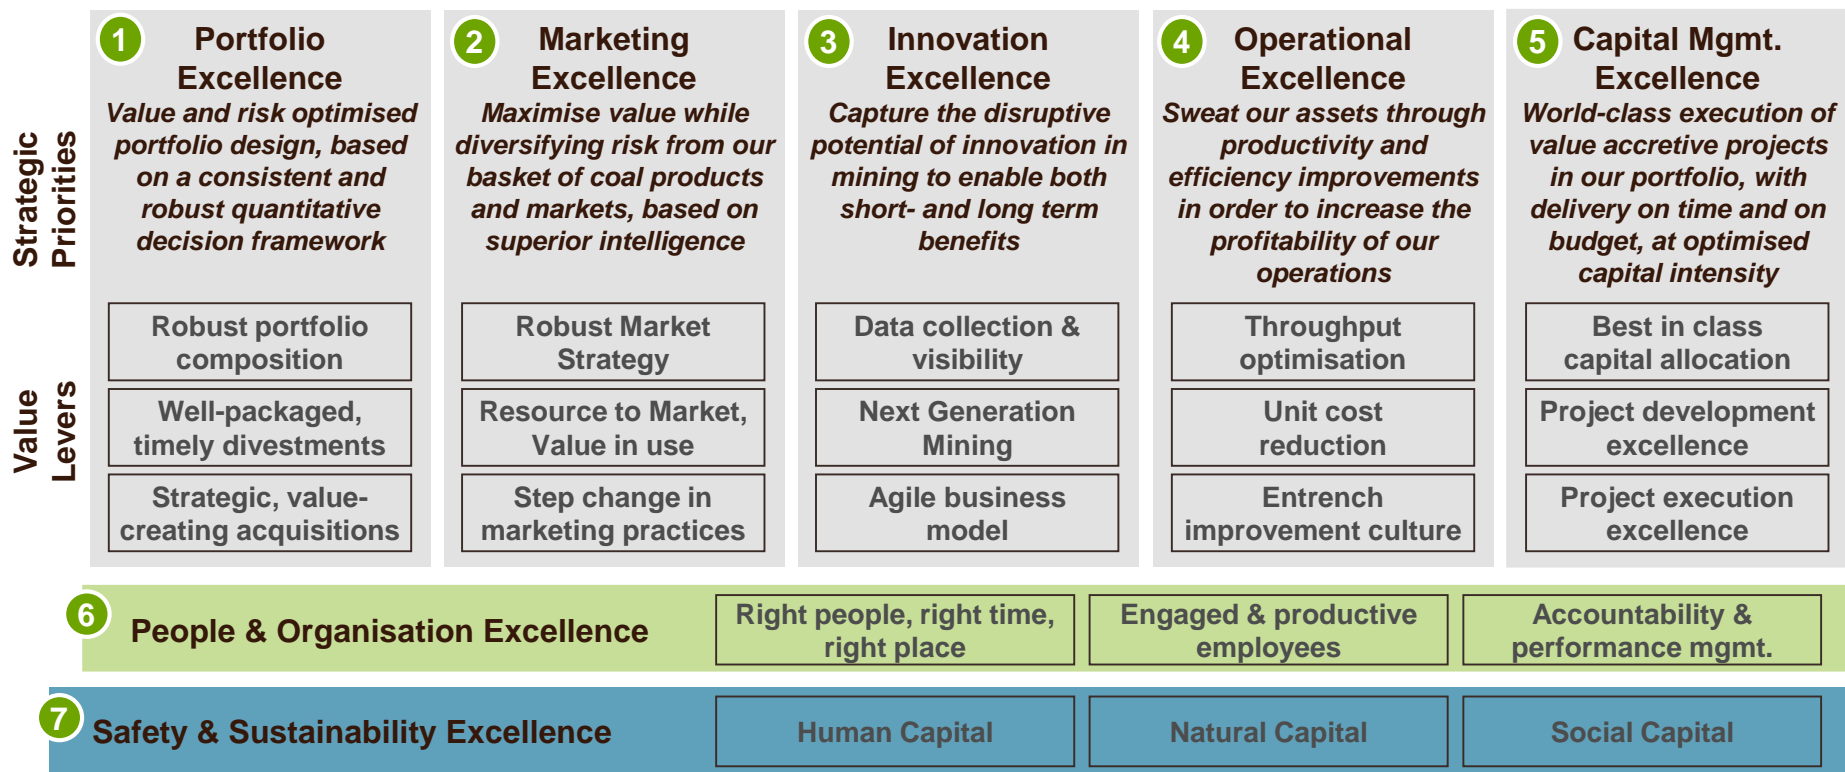 Strategic
Priorities
Value
Levers
1
Portfolio
Excellence
Value and risk optimised
portfolio design, based
on a consistent and
robust quantitative
decision framework
Robust portfolio
composition
Well-packaged,
timely divestments
Strategic, value-
creating acquisitions
2
Marketing
Excellence
Maximise value while
diversifying risk from our
basket of coal products
and markets, based on
superior intelligence
Robust Market
Strategy
Resource to Market,
Value in use
Step change in
marketing practices
3
Innovation
Excellence
Capture the disruptive
potential of innovation in
mining to enable both
short- and long term
benefits
Data collection &
visibility
Next Generation
Mining
Agile business
model
4
Operational
Excellence
Sweat our assets through
productivity and
efficiency improvements
in order to increase the
profitability of our
operations
Throughput
optimisation
Unit cost
reduction
Entrench
improvement culture
5
Capital Mgmt.
Excellence
World-class execution of
value accretive projects
in our portfolio, with
delivery on time and on
budget, at optimised
capital intensity
Best in class
capital allocation
Project development
excellence
Project execution
excellence
6
People & Organisation Excellence
Right people, right time,
right place
Engaged & productive
employees
Accountability &
performance mgmt.
7
Safety & Sustainability Excellence
Human Capital
Natural Capital
Social Capital